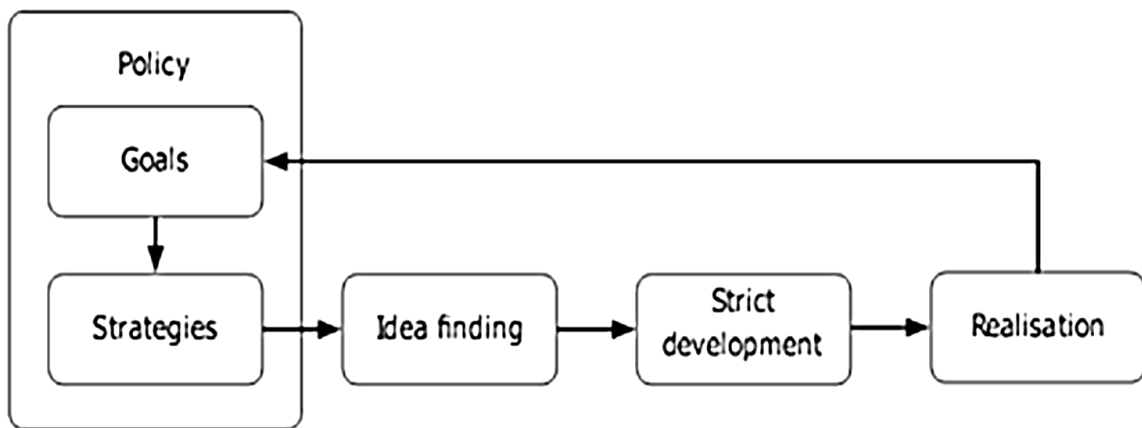 Policy
Goals
Strategies
Idea finding
Strict
development
Realisation